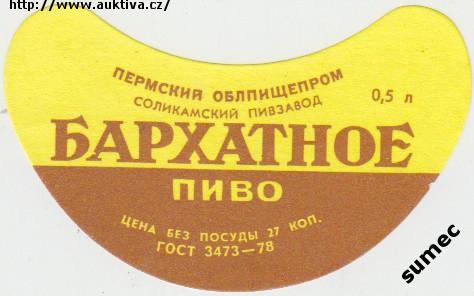 http://www.auktiva.cz/
ПЕРМСКИЙ ОБЛПИЩЕПРОМ
СОЛИКАМСКИЙ ПИВЗАВОД
0,5 л
БАРХАТНОЕ
ПИВО
ЦЕНА БЕЗ ПОСУДЫ 27 КОП.
ГОСТ 3473—78
sumec